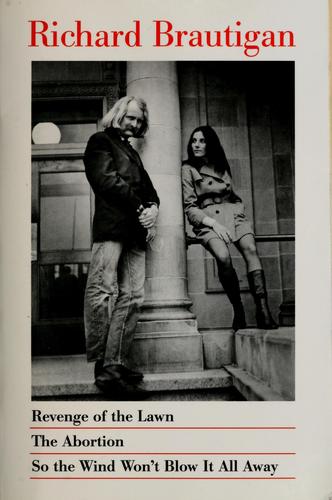 Richard Brautigan
Revenge of the Lawn
The Abortion
So the Wind Won't Blow It All Away